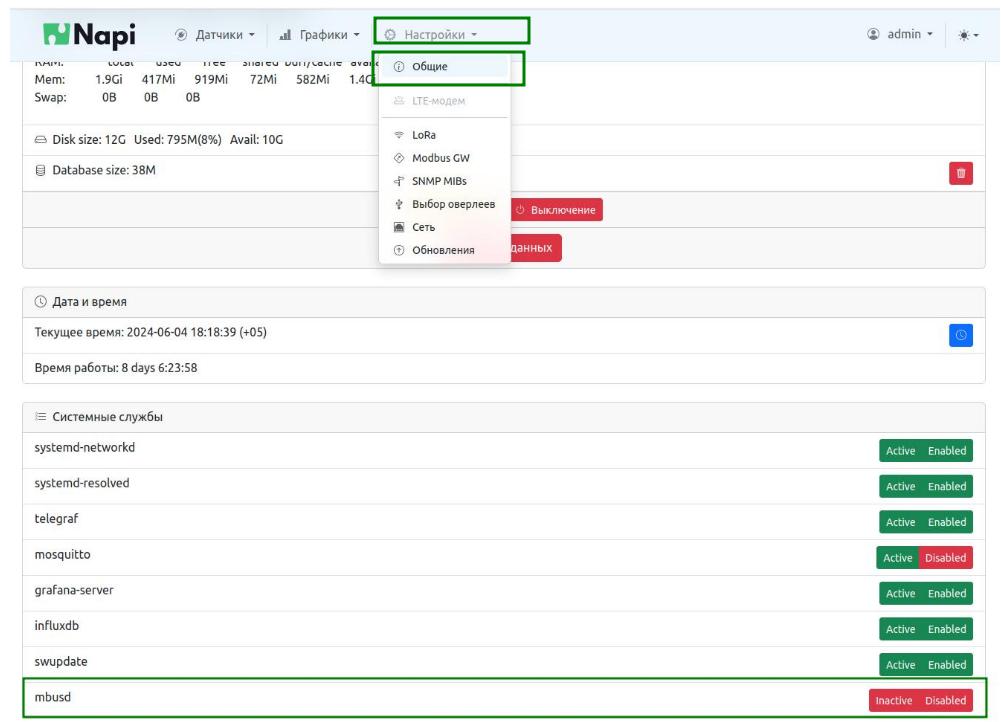 Napi Датчики Графики Настройки admin
RAM: total used free shared buff/cache
Mem: 1.9Gi 417Mi 919Mi 72Mi 582Mi
Swap: 0B 0B 0B
Общие
LTE-модем
LoRa
Modbus GW
SNMP MIBs
Выбор оверлеев
Сеть
Обновления
Disk size: 12G Used: 795M(8%) Avail: 10G
Database size: 38M
Выключение
данных
Дата и время
Текущее время: 2024-06-04 18:18:39 (+05)
Время работы: 8 days 6:23:58
Системные службы
systemd-networkd Active Enabled
systemd-resolved Active Enabled
telegraf Active Enabled
mosquitto Active Disabled
grafana-server Active Enabled
influxdb Active Enabled
swupdate Active Enabled
mbusd Inactive Disabled